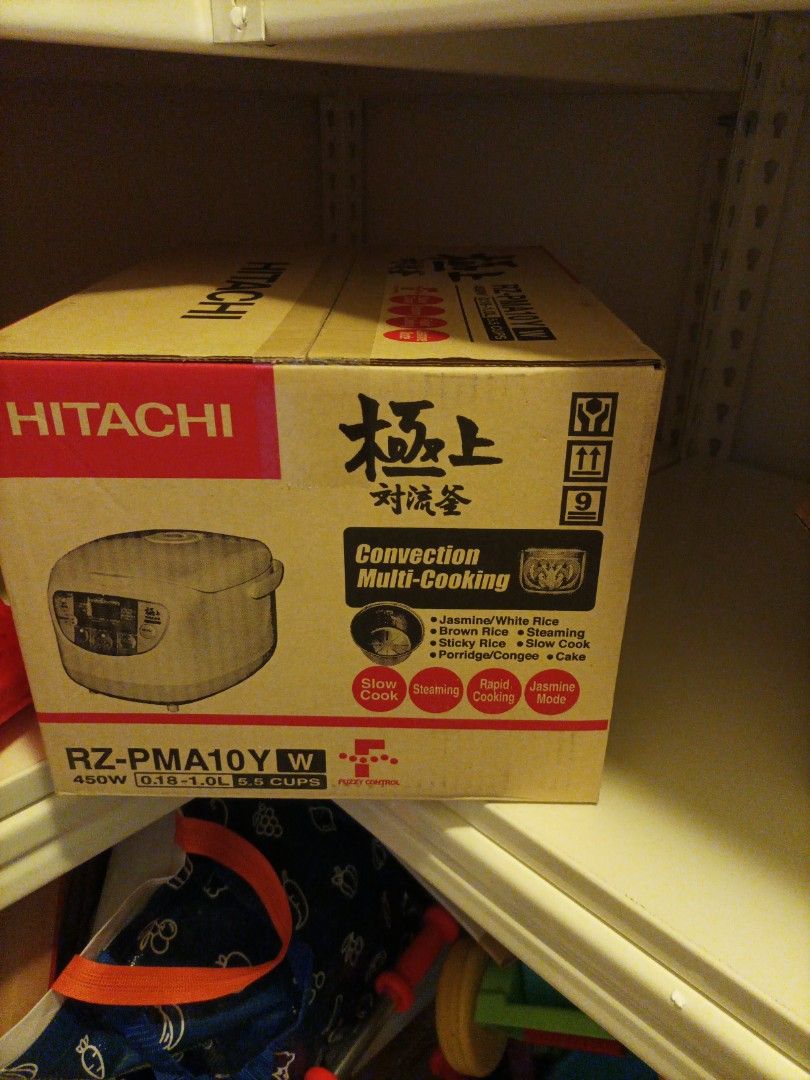 HITACHI
RZ-PMA10Y W
HITACHI
極上
対流釜
9
Convection
Multi-Cooking
• Jasmine/White Rice
• Brown Rice • Steaming
• Sticky Rice • Slow Cook
• Porridge/Congee • Cake
Slow Cook
Steaming
Rapid Cooking
Jasmine Mode
RZ-PMA10Y W
450W 0.18-1.0L 5.5 CUPS
FUZZY CONTROL